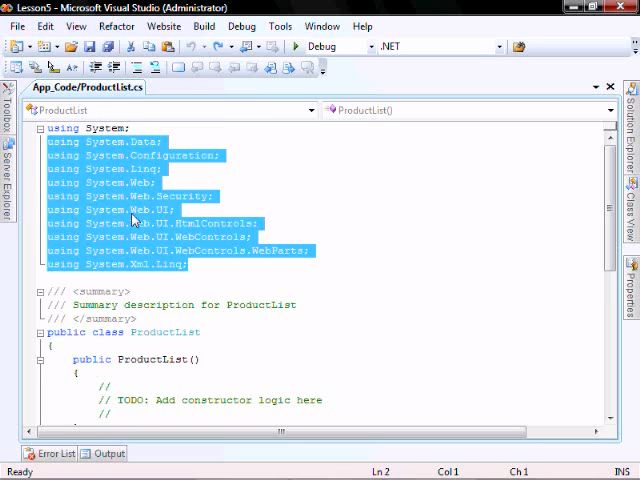 Lesson5 - Microsoft Visual Studio (Administrator)
File Edit View Refactor Website Build Debug Tools Test Window Help
Debug .NET
App_Code/ProductList.cs
ProductList ProductList()
using System;
using System.Data;
using System.Configuration;
using System.Linq;
using System.Web;
using System.Web.Security;
using System.Web.UI;
using System.Web.UI.HtmlControls;
using System.Web.UI.WebControls;
using System.Web.UI.WebControls.WebParts;
using System.Xml.Linq;
/// <summary>
/// Summary description for ProductList
/// </summary>
public class ProductList
{
public ProductList()
{
//
// TODO: Add constructor logic here
//
Toolbox
Server Explorer
Solution Explorer
Class View
Properties
Error List Output
Ready Ln 2 Col 1 Ch 1 INS